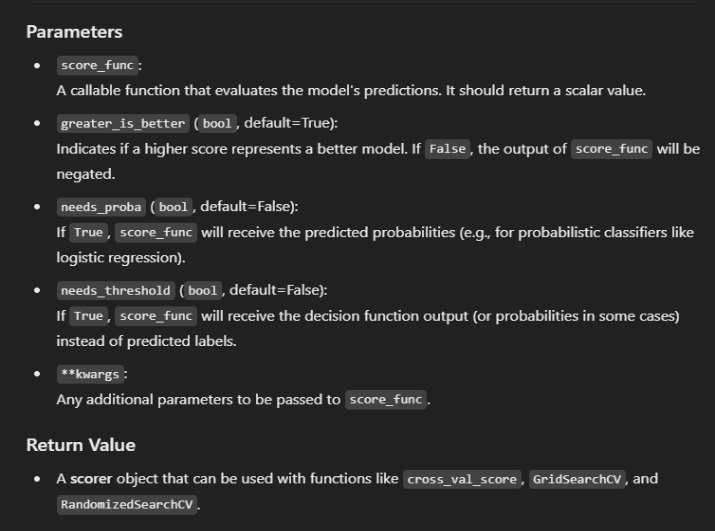 Parameters
• score_func:
A callable function that evaluates the model's predictions. It should return a scalar value.
• greater_is_better (bool, default=True):
Indicates if a higher score represents a better model. If False, the output of score_func will be
negated.
• needs_proba (bool, default=False):
If True, score_func will receive the predicted probabilities (e.g., for probabilistic classifiers like
logistic regression).
• needs_threshold (bool, default=False):
If True, score_func will receive the decision function output (or probabilities in some cases)
instead of predicted labels.
• **kwargs:
Any additional parameters to be passed to score_func.
Return Value
• A scorer object that can be used with functions like cross_val_score, GridSearchCV, and
RandomizedSearchCV.